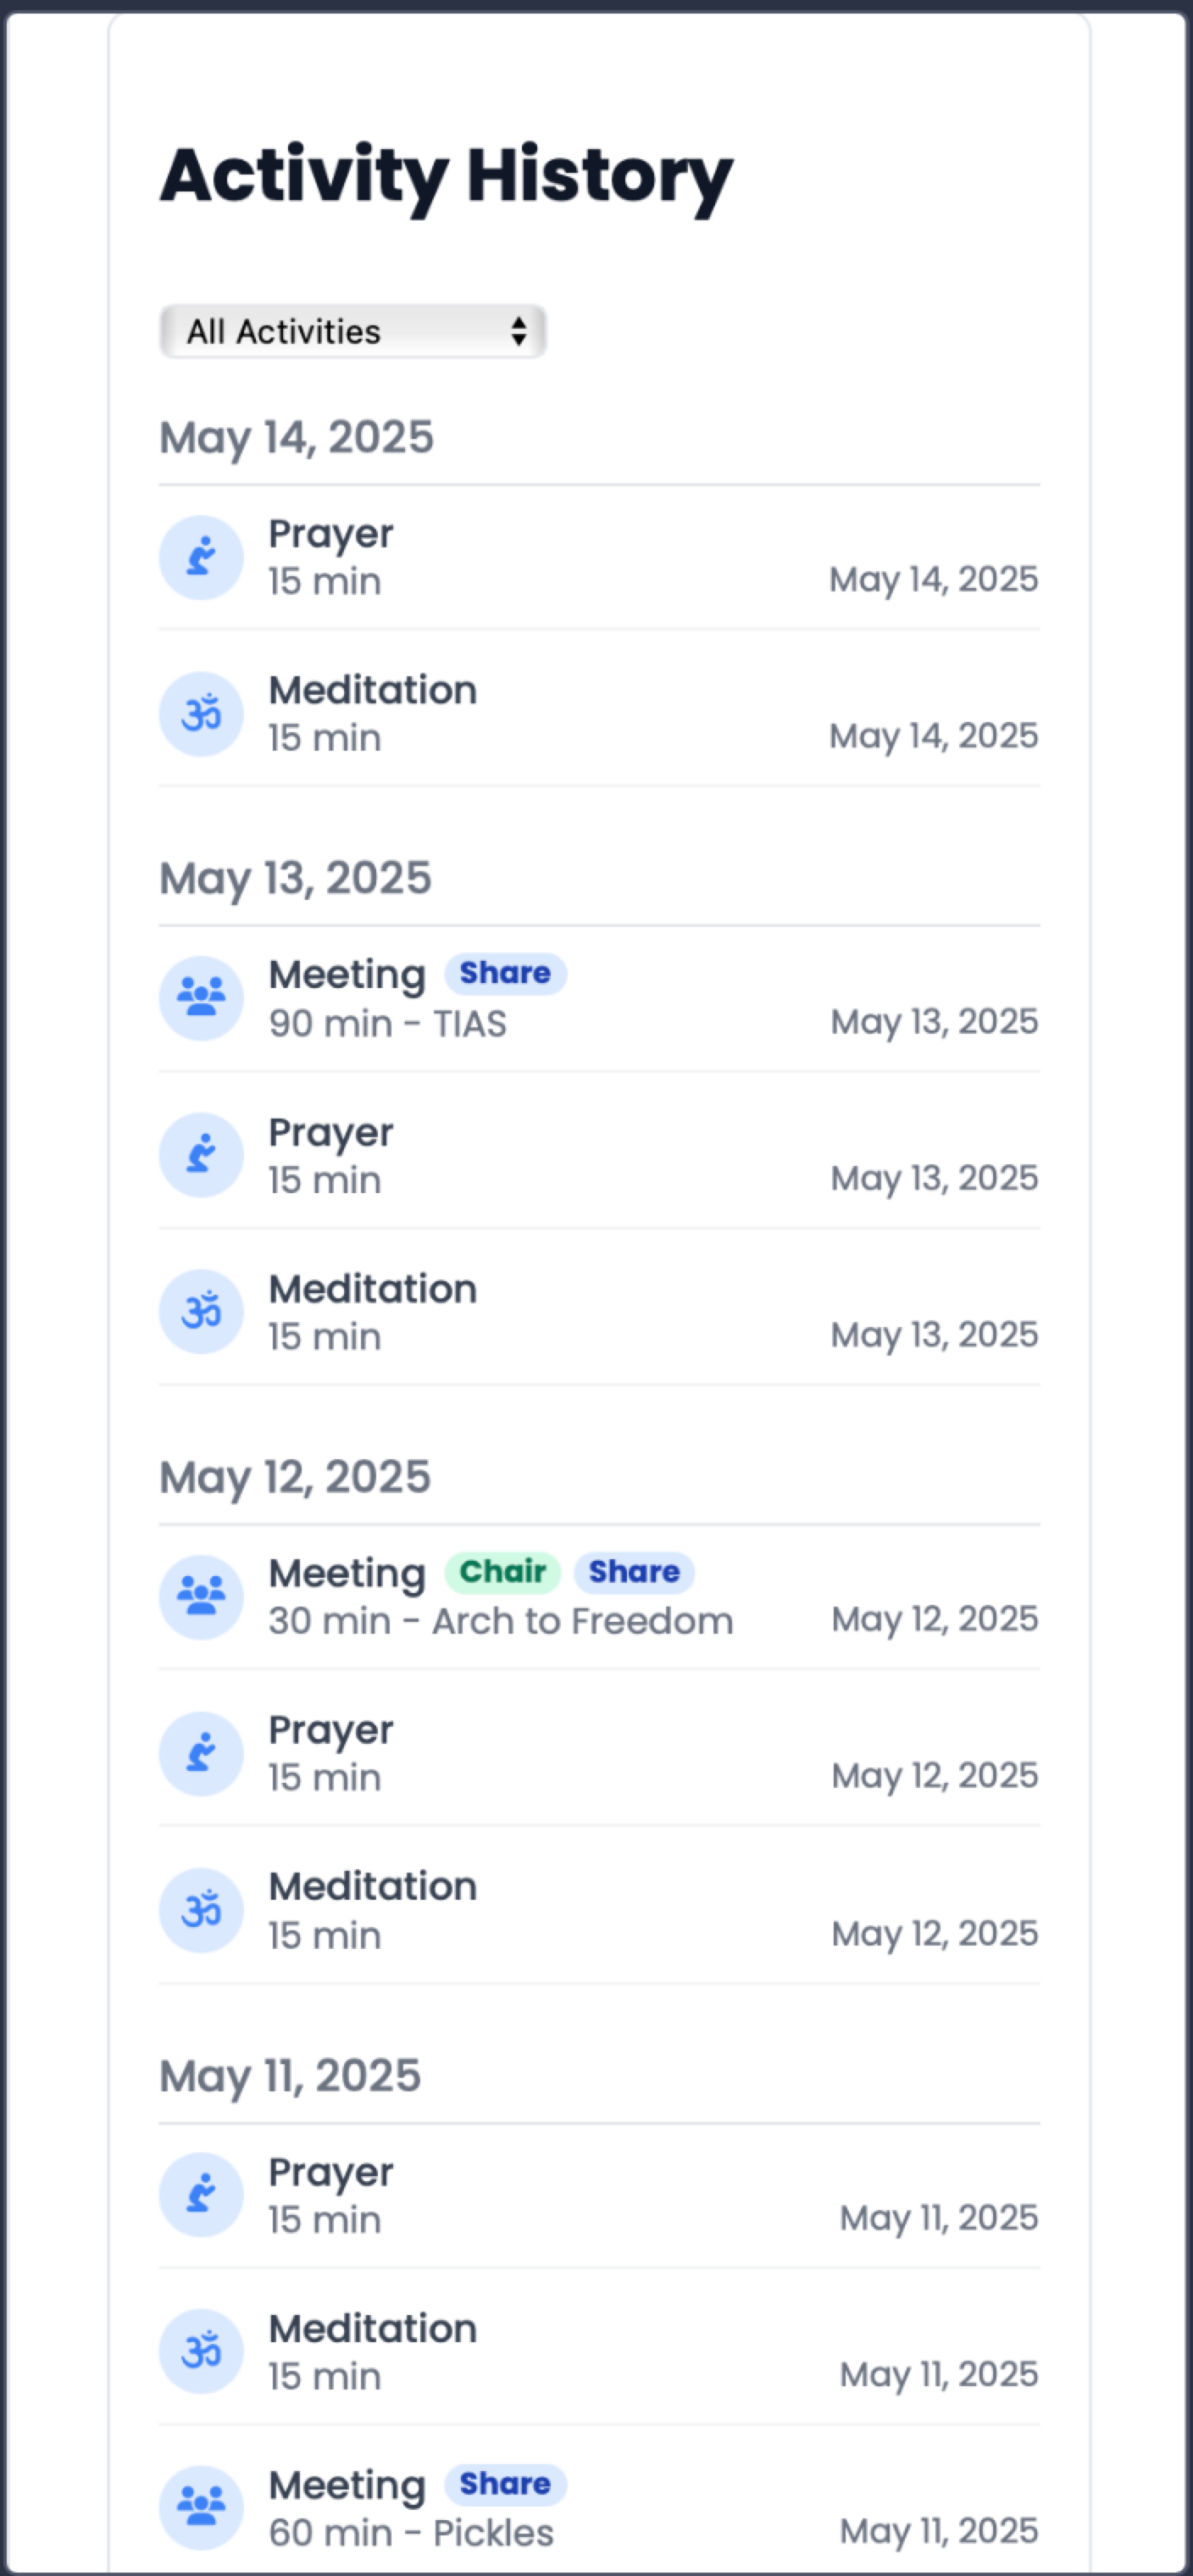 Activity History
All Activities
May 14, 2025
Prayer
15 min
May 14, 2025
Meditation
15 min
May 14, 2025
May 13, 2025
Meeting Share
90 min - TIAS
May 13, 2025
Prayer
15 min
May 13, 2025
Meditation
15 min
May 13, 2025
May 12, 2025
Meeting Chair Share
30 min - Arch to Freedom
May 12, 2025
Prayer
15 min
May 12, 2025
Meditation
15 min
May 12, 2025
May 11, 2025
Prayer
15 min
May 11, 2025
Meditation
15 min
May 11, 2025
Meeting Share
60 min - Pickles
May 11, 2025